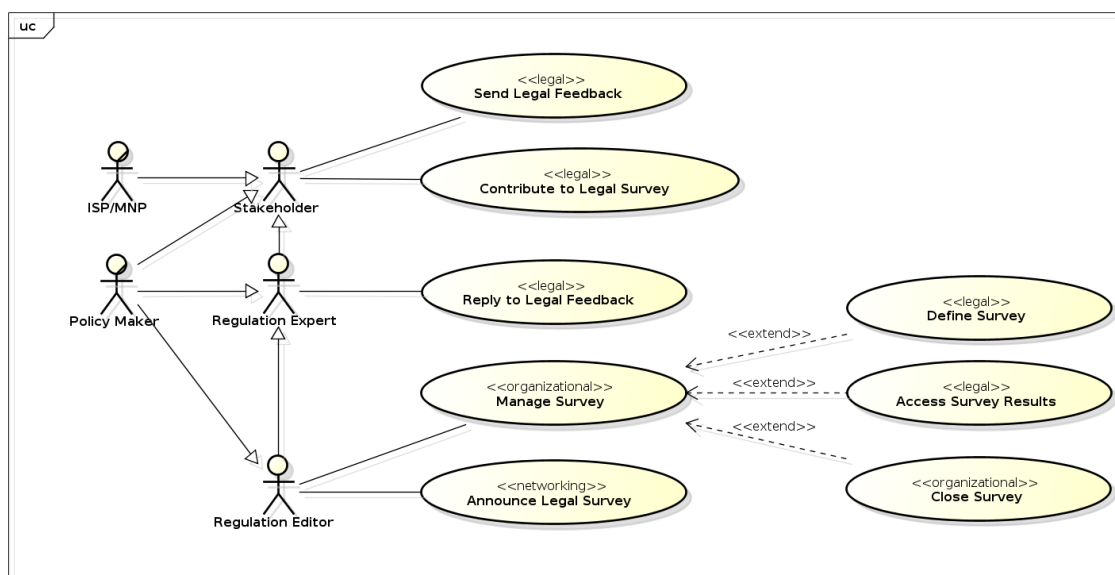 uc
<<legal>>
Send Legal Feedback
<<legal>>
Contribute to Legal Survey
ISP/MNP
Stakeholder
Policy Maker
Regulation Expert
<<legal>>
Reply to Legal Feedback
<<legal>>
Define Survey
<<extend>>
<<organizational>>
Manage Survey
<<extend>>
<<legal>>
Access Survey Results
<<extend>>
Regulation Editor
<<networking>>
Announce Legal Survey
<<organizational>>
Close Survey